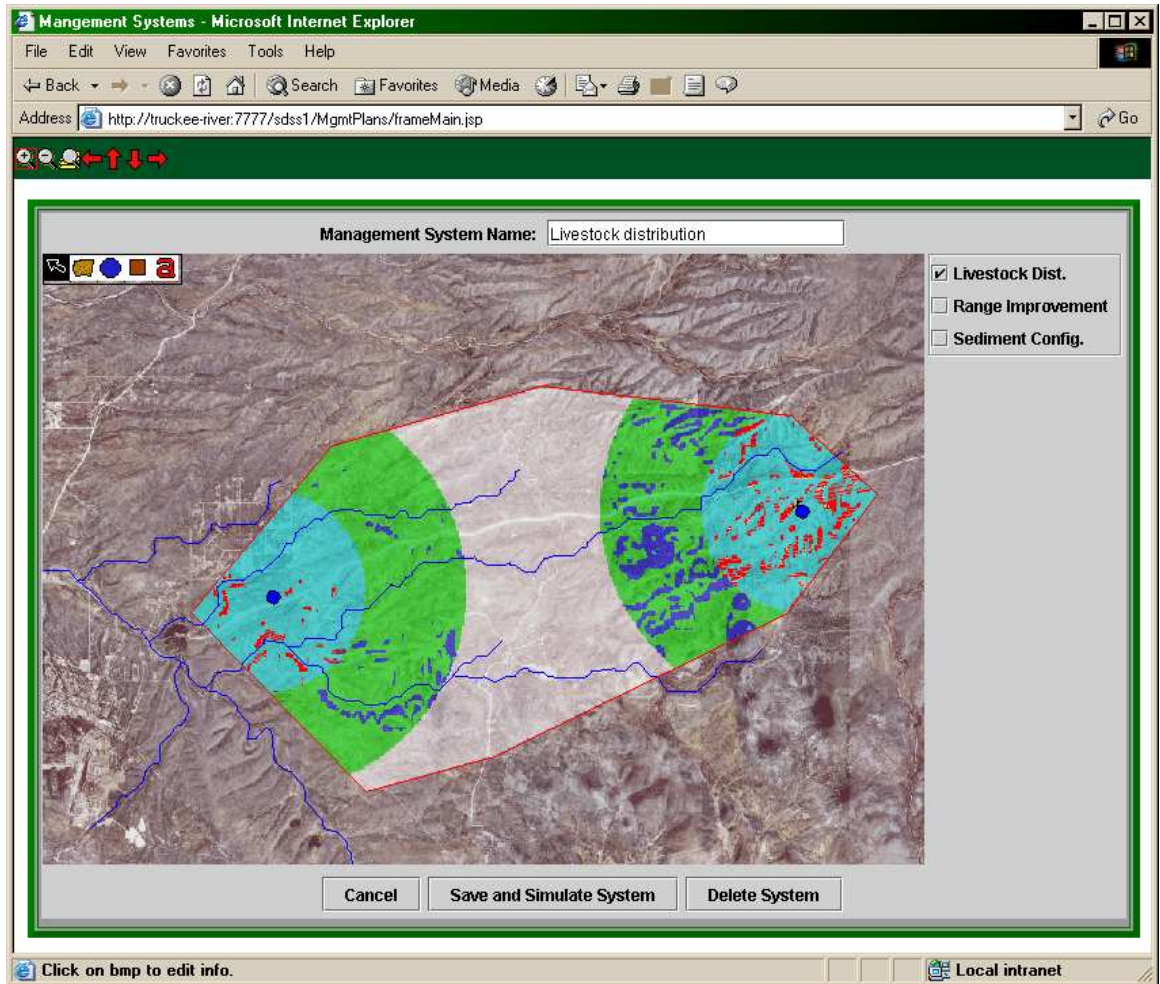 Mangement Systems - Microsoft Internet Explorer
File Edit View Favorites Tools Help
Back Search Favorites Media
Address http://truckee-river:7777/sdss1/MgmtPlans/frameMain.jsp Go
Management System Name: Livestock distribution
a
Livestock Dist.
Range Improvement
Sediment Config.
Cancel Save and Simulate System Delete System
Click on bmp to edit info. Local intranet